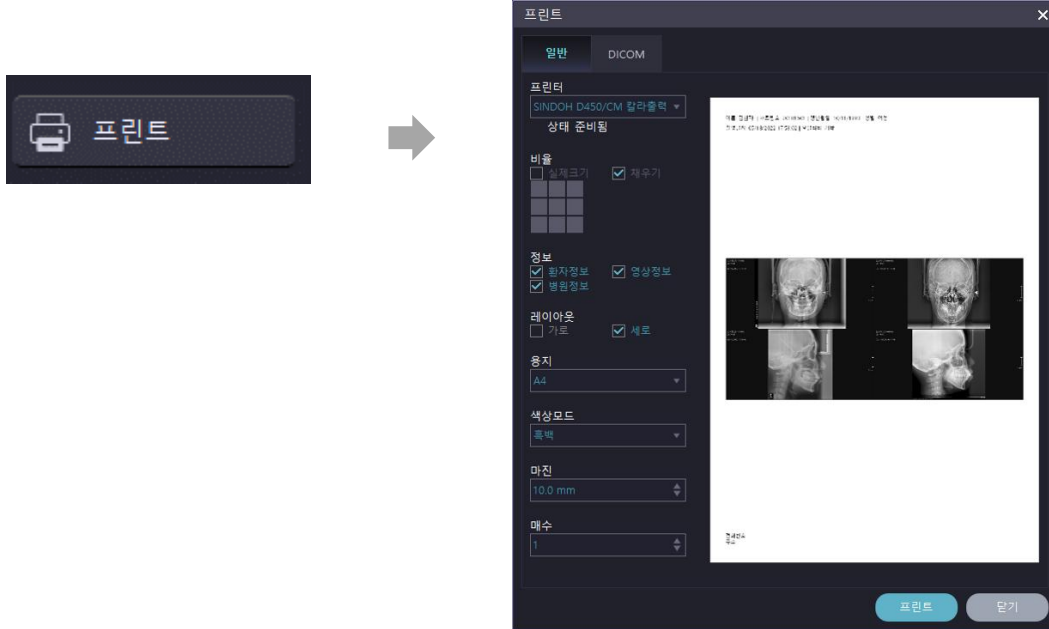 프린트
프린트
일반 DICOM
프린터
SINDOH D450/CM 칼라출력
상태 준비됨
비율
실제크기 채우기
정보
환자정보 영상정보
병원정보
레이아웃
가로 세로
용지
A4
색상모드
흑백
마진
10.0 mm
매수
1
프린트 닫기